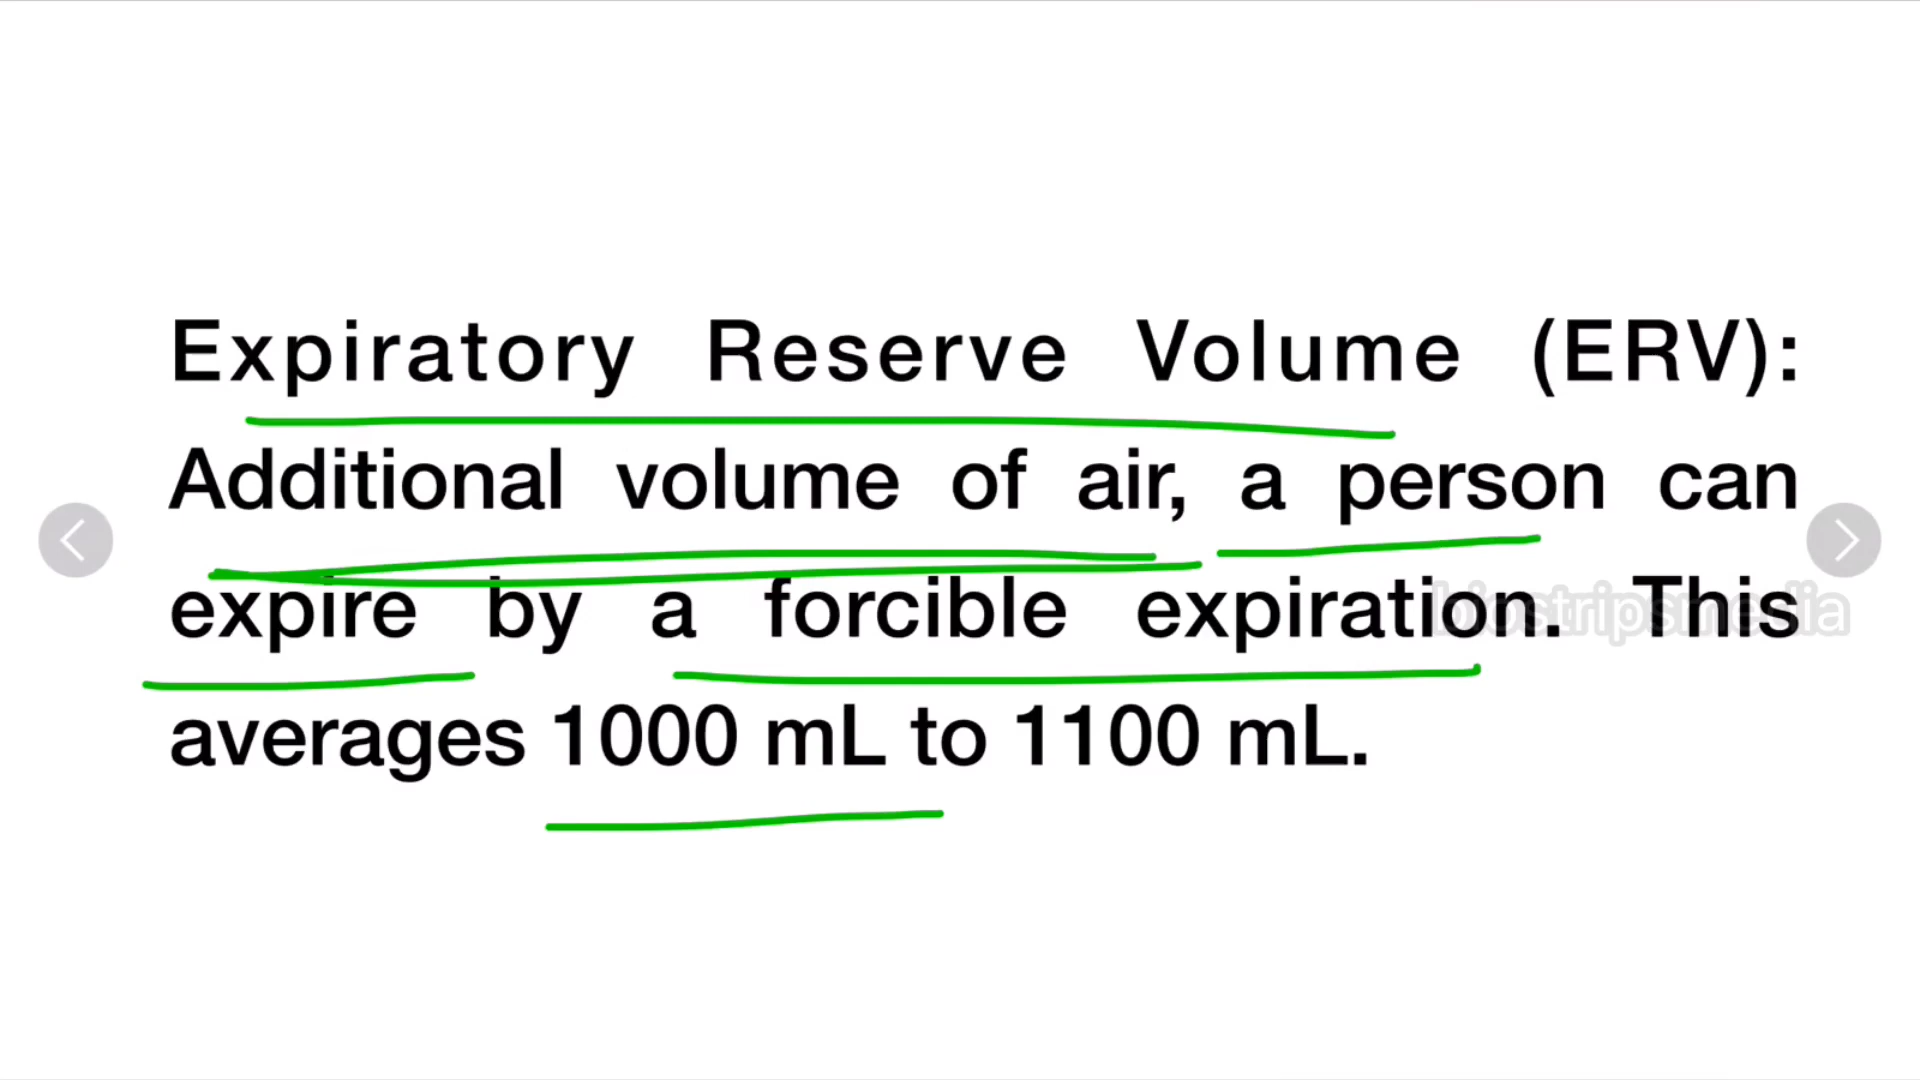 Expiratory Reserve Volume (ERV):
Additional volume of air, a person can
expire by a forcible expiration. This
averages 1000 mL to 1100 mL.
biostripsmedia